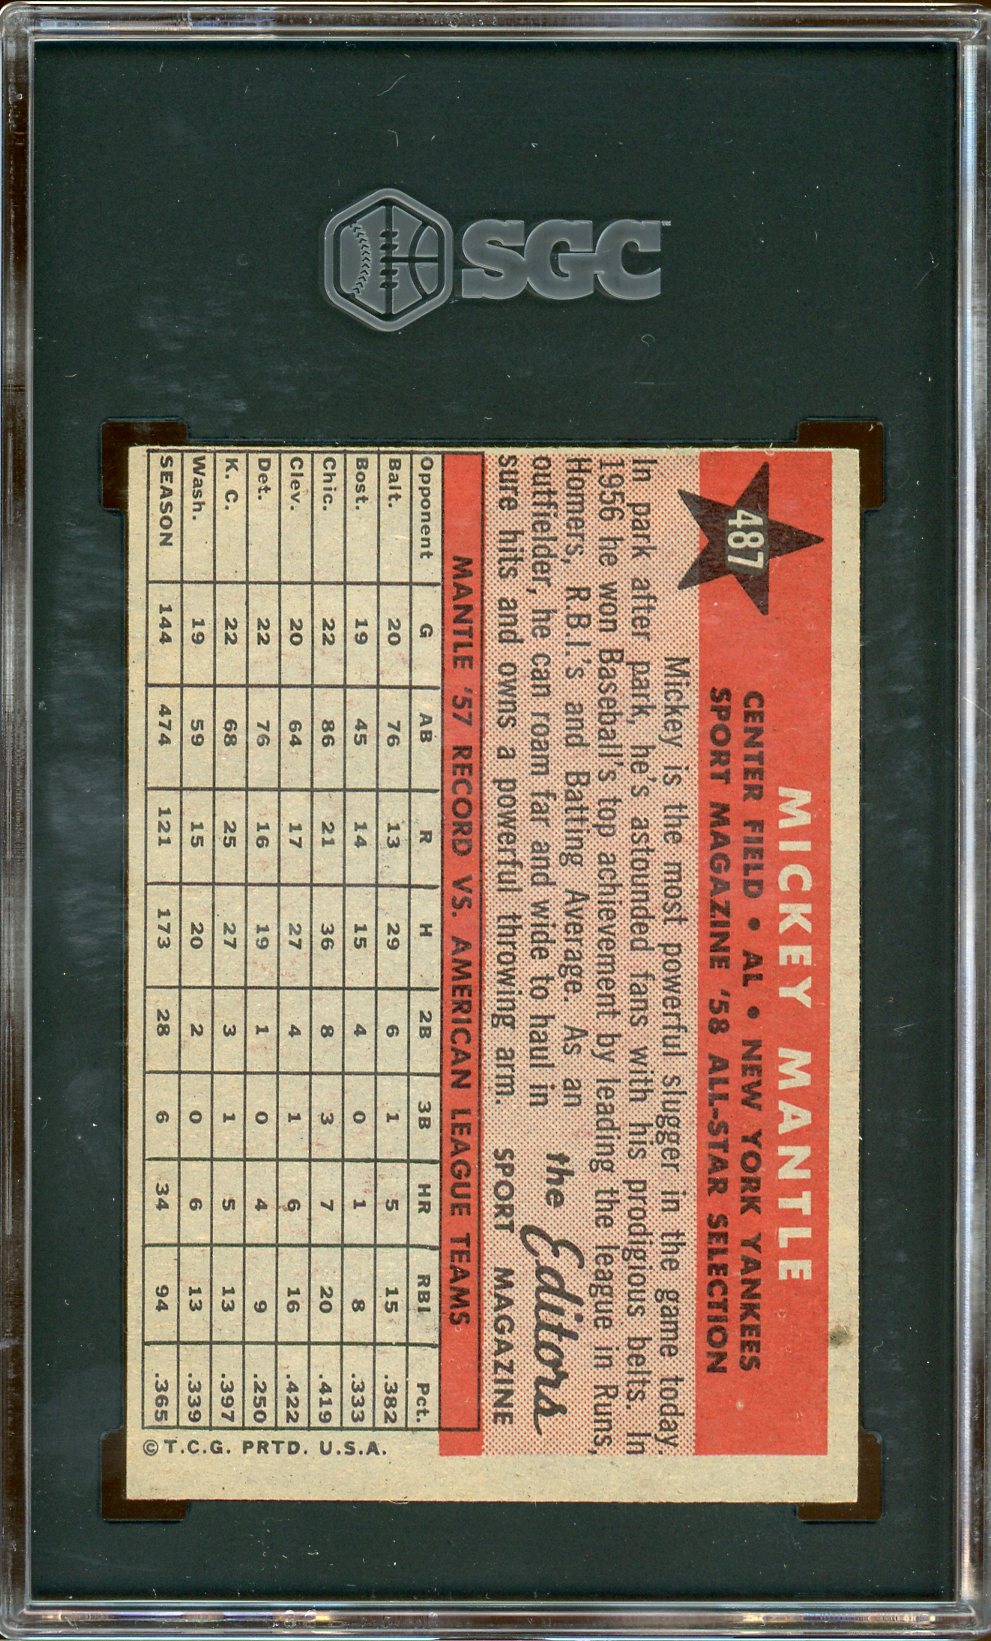 SGC
487
MICKEY MANTLE
CENTER FIELD • AL • NEW YORK YANKEES
SPORT MAGAZINE '58 ALL-STAR SELECTION
Mickey is the most powerful slugger in the game today.
In park after park, he's astounded fans with his prodigious belts. In
1956 he won Baseball's top achievement by leading the league in Runs,
Homers, R.B.I.'s and Batting Average. As an
outfielder, he can roam far and wide to haul in
sure hits and owns a powerful throwing arm.
the Editors
SPORT MAGAZINE
MANTLE '57 RECORD VS. AMERICAN LEAGUE TEAMS
Opponent G AB R H 2B 3B HR RBI Pct.
Balt. 20 76 13 29 6 1 5 15 .382
Bost. 19 45 14 15 4 0 1 8 .333
Chic. 22 86 21 36 8 3 7 20 .419
Clev. 20 64 17 27 4 1 6 16 .422
Det. 22 76 16 19 1 0 4 9 .250
K. C. 22 68 25 27 3 1 5 13 .397
Wash. 19 59 15 20 2 0 6 13 .339
SEASON 144 474 121 173 28 6 34 94 .365
© T.C.G. PRTD. U.S.A.